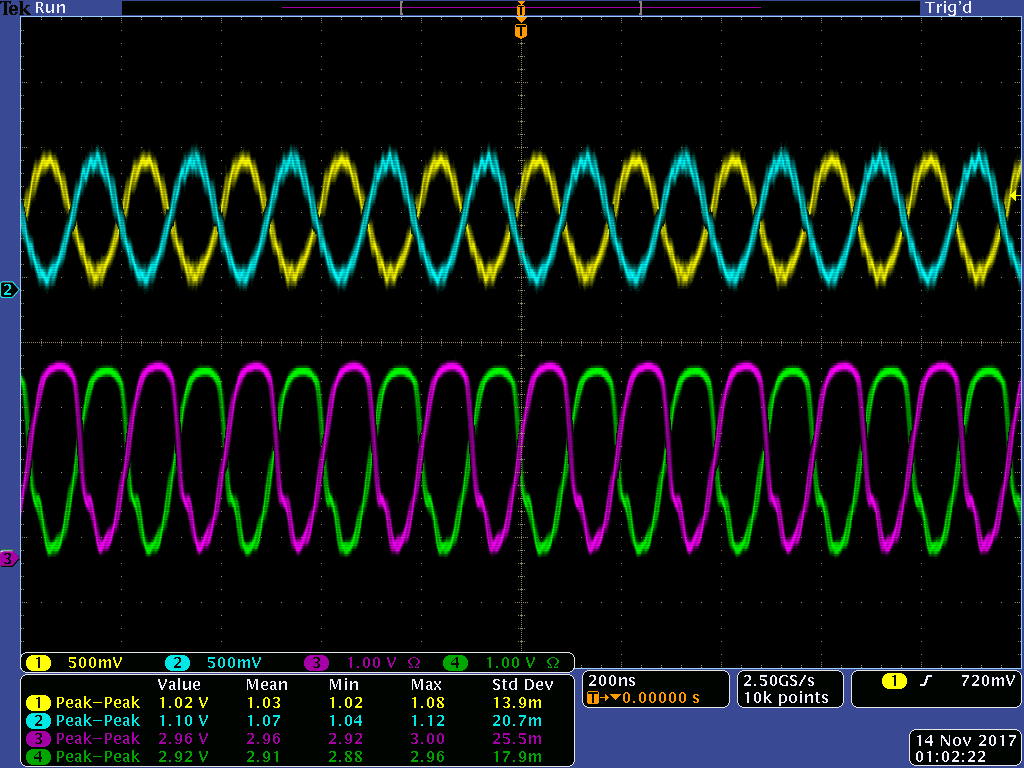 Tek Run Trig'd
T
T
2
3
1 500mV 2 500mV 3 1.00 V Ω 4 1.00 V Ω
Value Mean Min Max Std Dev
1 Peak-Peak 1.02 V 1.03 1.02 1.08 13.9m
2 Peak-Peak 1.10 V 1.07 1.04 1.12 20.7m
3 Peak-Peak 2.96 V 2.96 2.92 3.00 25.5m
4 Peak-Peak 2.92 V 2.91 2.88 2.96 17.9m
200ns
T→▼0.00000 s
2.50GS/s
10k points
1 ƒ 720mV
14 Nov 2017
01:02:22